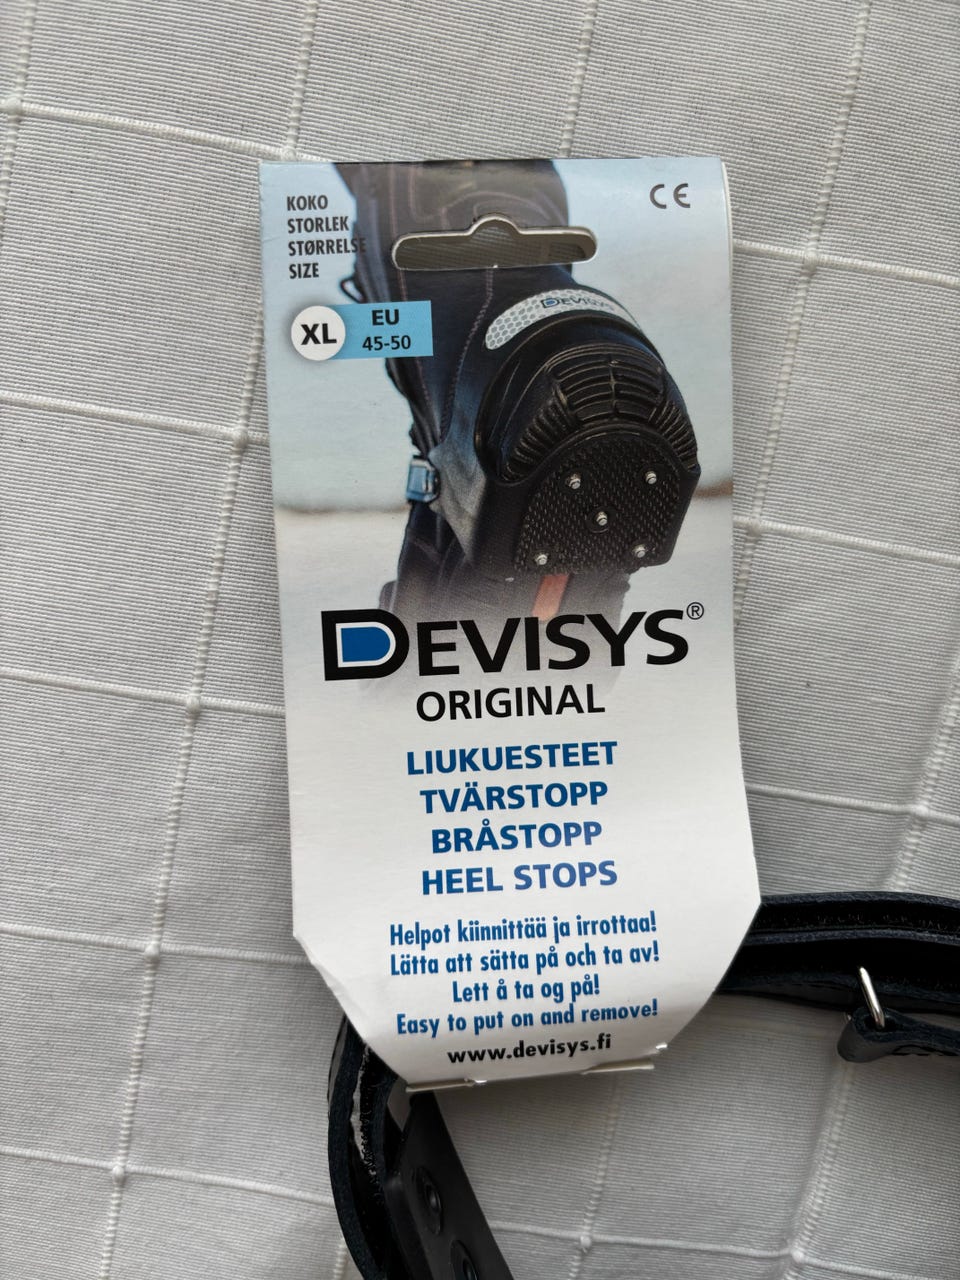 CE
KOKO
STORLEK
STØRRELSE
SIZE
XL
EU
45-50
DEVISYS
DEVISYS®
ORIGINAL
LIUKUESTEET
TVÄRSTOPP
BRÅSTOPP
HEEL STOPS
Helpot kiinnittää ja irrottaa!
Lätta att sätta på och ta av!
Lett å ta og på!
Easy to put on and remove!
www.devisys.fi